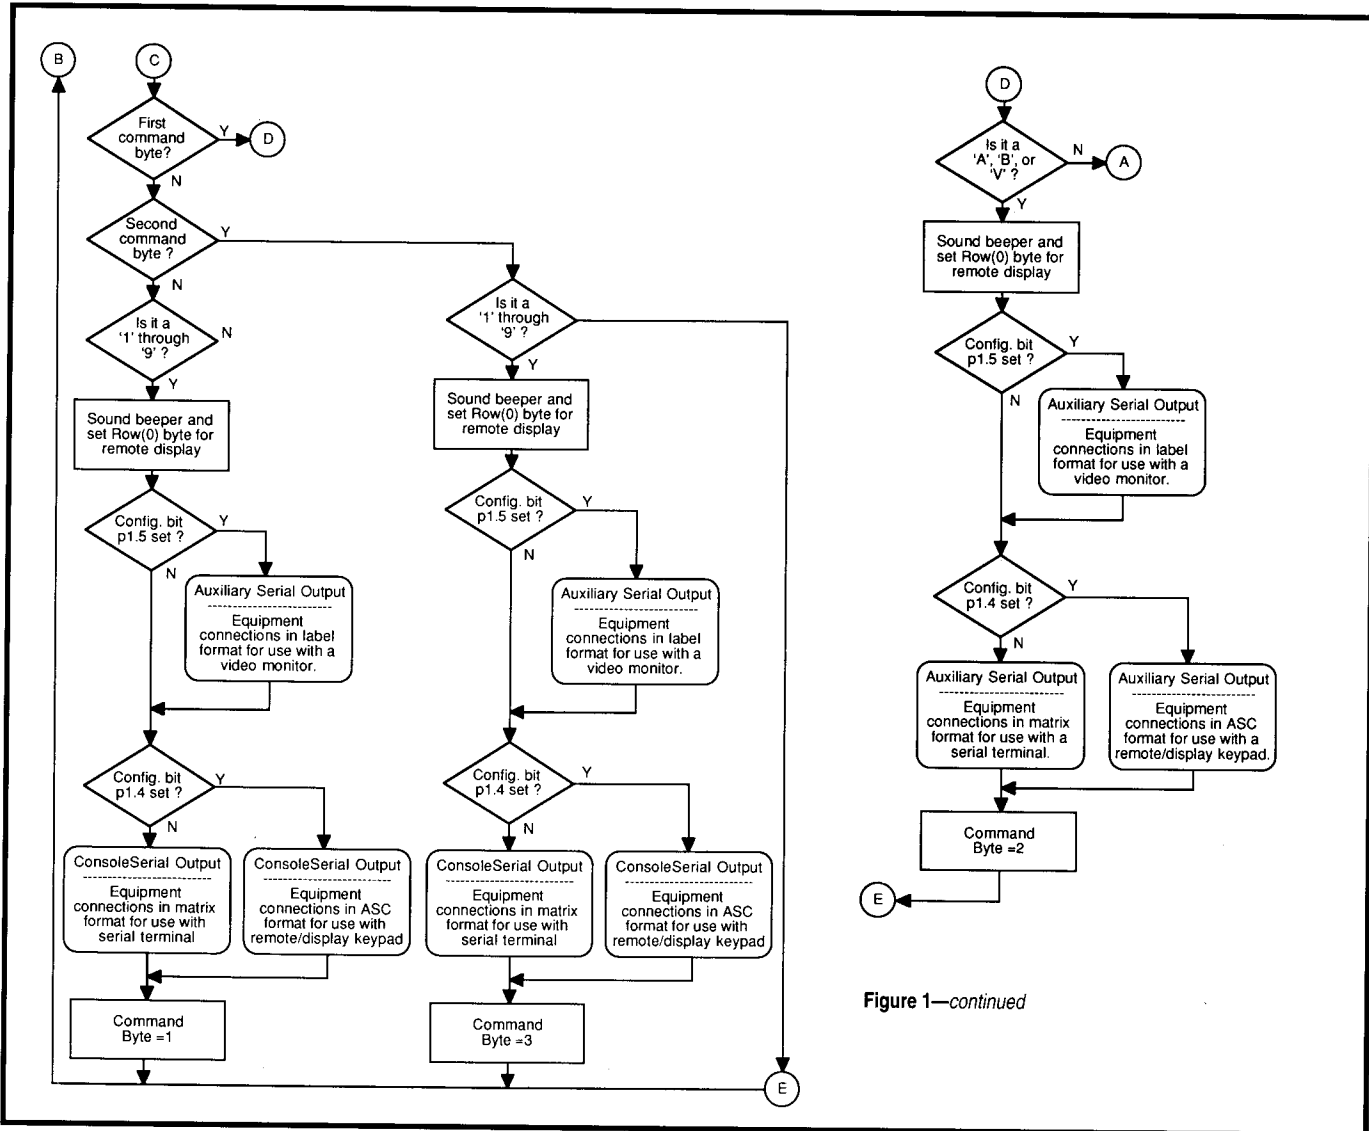 B
C
First
command
byte?
Y
D
N
Second
command
byte ?
Y
N
Is it a
'1' through
'9' ?
N
Y
Sound beeper and
set Row(0) byte for
remote display
Config. bit
p1.5 set ?
Y
N
Auxiliary Serial Output
Equipment
connections in label
format for use with a
video monitor.
Config. bit
p1.4 set ?
Y
N
ConsoleSerial Output
Equipment
connections in matrix
format for use with
serial terminal
ConsoleSerial Output
Equipment
connections in ASC
format for use with
remote/display keypad
Command
Byte =1
Is it a
'1' through
'9' ?
Y
Sound beeper and
set Row(0) byte for
remote display
Config. bit
p1.5 set ?
Y
N
Auxiliary Serial Output
Equipment
connections in label
format for use with a
video monitor.
Config. bit
p1.4 set ?
Y
N
ConsoleSerial Output
Equipment
connections in matrix
format for use with
serial terminal
ConsoleSerial Output
Equipment
connections in ASC
format for use with
remote/display keypad
Command
Byte =3
E
D
Is it a
'A', 'B', or
'V' ?
N
A
Y
Sound beeper and
set Row(0) byte for
remote display
Config. bit
p1.5 set ?
Y
N
Auxiliary Serial Output
Equipment
connections in label
format for use with a
video monitor.
Config. bit
p1.4 set ?
Y
N
Auxiliary Serial Output
Equipment
connections in matrix
format for use with a
serial terminal.
Auxiliary Serial Output
Equipment
connections in ASC
format for use with a
remote/display keypad.
Command
Byte =2
E
Figure 1—continued